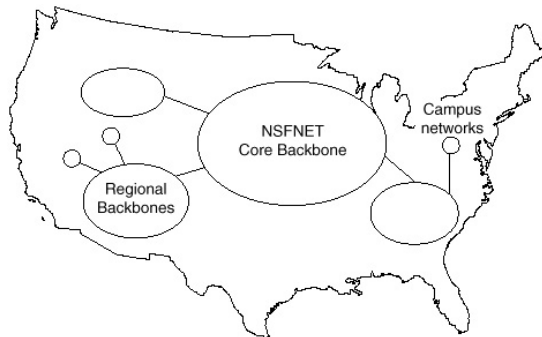 NSFNET
Core Backbone
Campus
networks
Regional
Backbones